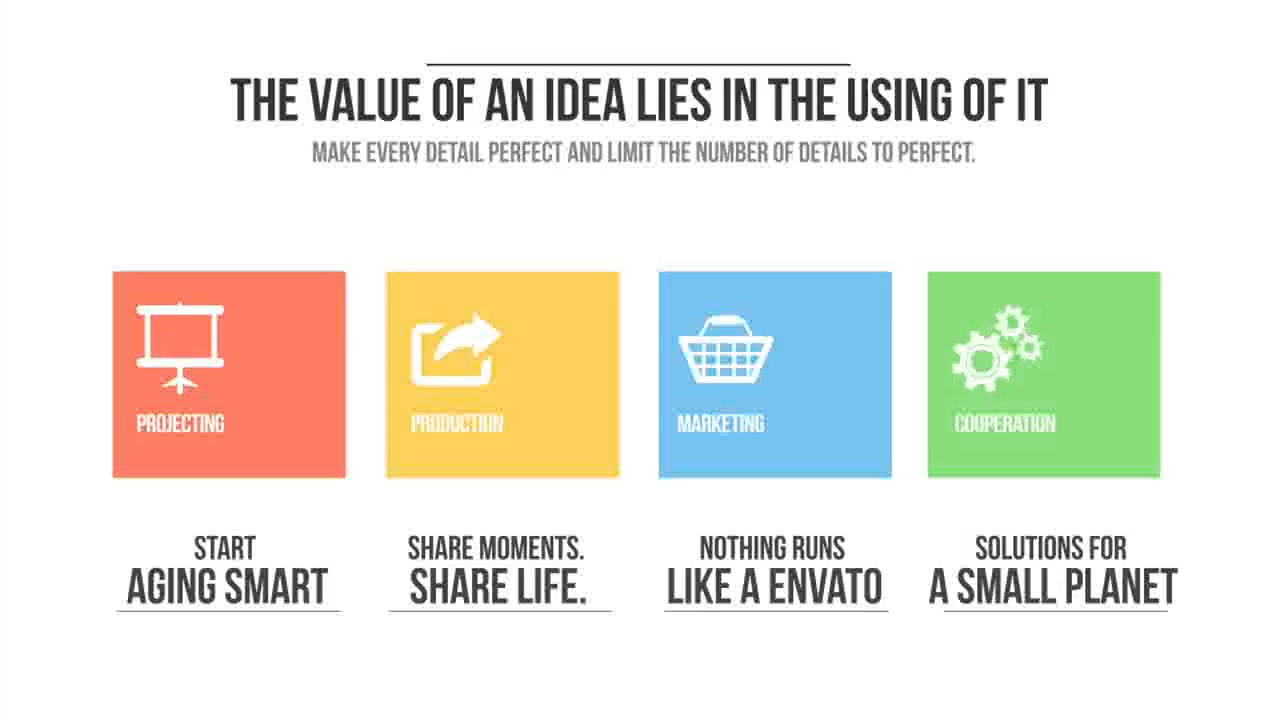 THE VALUE OF AN IDEA LIES IN THE USING OF IT
MAKE EVERY DETAIL PERFECT AND LIMIT THE NUMBER OF DETAILS TO PERFECT.
PROJECTING
PRODUCTION
MARKETING
COOPERATION
START
AGING SMART
SHARE MOMENTS.
SHARE LIFE.
NOTHING RUNS
LIKE A ENVATO
SOLUTIONS FOR
A SMALL PLANET